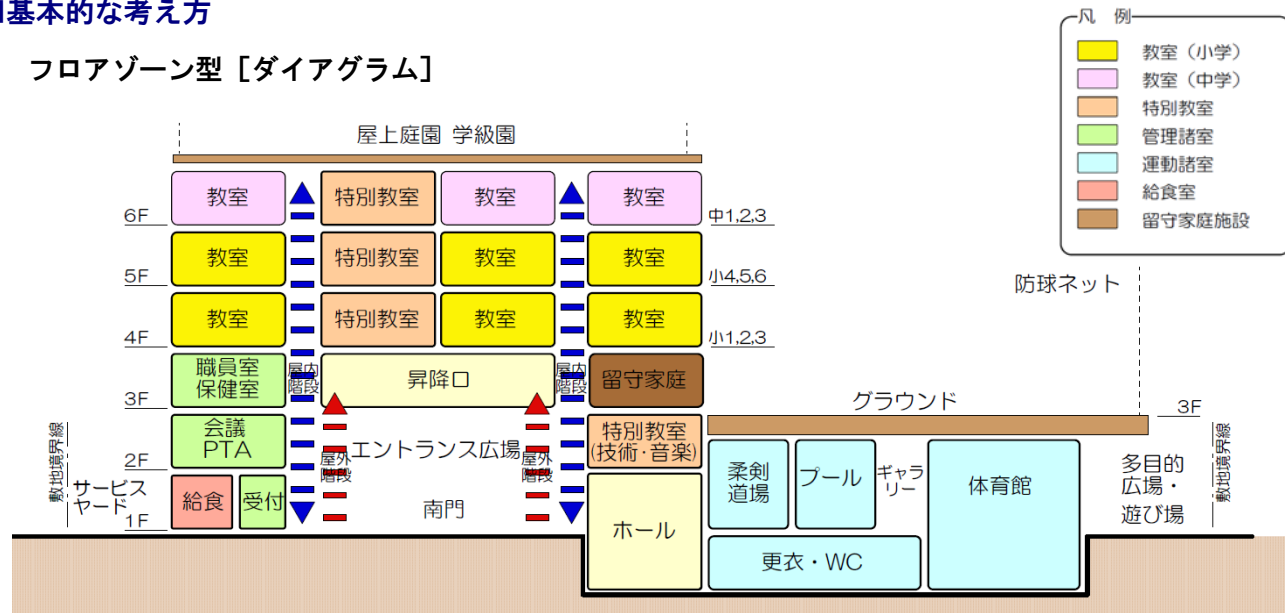 基本的な考え方
フロアゾーン型［ダイアグラム］
凡 例
教室（小学）
教室（中学）
特別教室
管理諸室
運動諸室
給食室
留守家庭施設
屋上庭園 学級園
教室
特別教室
教室
教室
6F
中1,2,3
教室
特別教室
教室
教室
5F
小4,5,6
防球ネット
教室
特別教室
教室
教室
4F
小1,2,3
職員室
保健室
屋内
階段
昇降口
屋内
階段
留守家庭
3F
グラウンド
3F
会議
PTA
屋外
階段
エントランス広場
屋外
階段
特別教室
(技術・音楽)
2F
敷地境界線
サービス
ヤード
給食
受付
南門
ホール
1F
柔剣
道場
プール
ギャラ
リー
体育館
更衣・WC
多目的
広場・
遊び場
敷地境界線